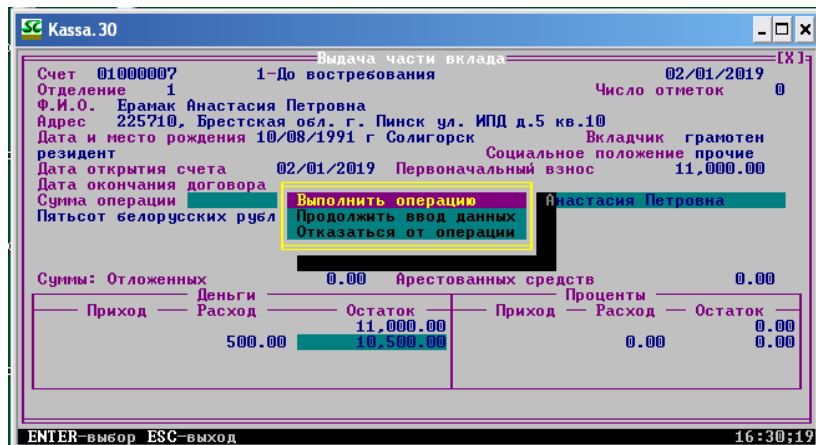 Kassa.30
Выдача части вклада [X]
Счет 01000007 1-До востребования 02/01/2019
Отделение 1 Число отметок 0
Ф.И.О. Ерамак Анастасия Петровна
Адрес 225710, Брестская обл. г. Пинск ул. ИПД д.5 кв.10
Дата и место рождения 10/08/1991 г Солигорск Вкладчик грамотен
резидент Социальное положение прочие
Дата открытия счета 02/01/2019 Первоначальный взнос 11,000.00
Дата окончания договора
Сумма операции Выполнить операцию Анастасия Петровна
Пятьсот белорусских рубл Продолжить ввод данных
Отказаться от операции
Суммы: Отложенных 0.00 Арестованных средств 0.00
Деньги Проценты
Приход Расход Остаток Приход Расход Остаток
11,000.00 0.00
500.00 10,500.00 0.00 0.00
ENTER-выбор ESC-выход 16:30;19